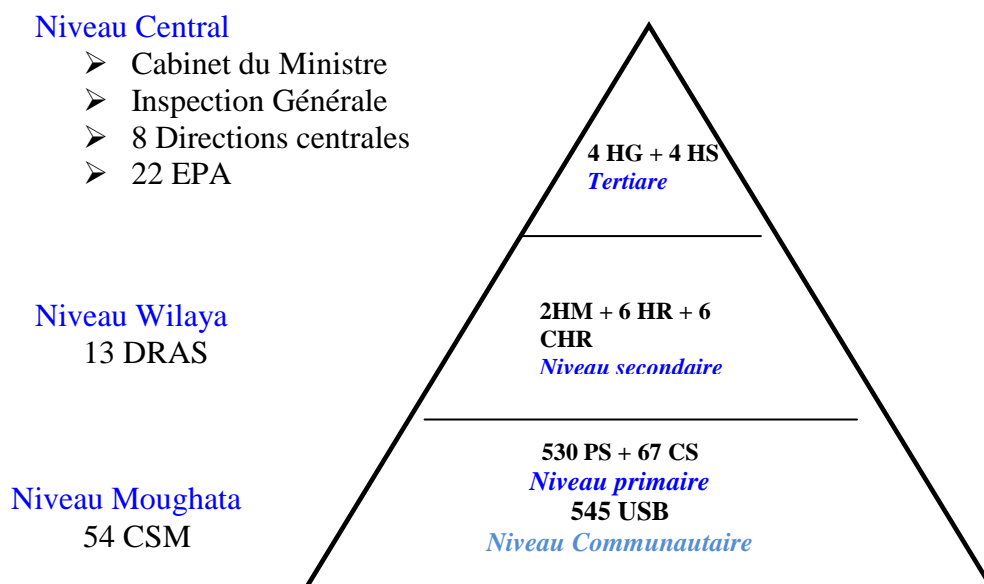 Niveau Central
➢ Cabinet du Ministre
➢ Inspection Générale
➢ 8 Directions centrales
➢ 22 EPA
4 HG + 4 HS
Tertiare
Niveau Wilaya
13 DRAS
2HM + 6 HR + 6
CHR
Niveau secondaire
Niveau Moughata
54 CSM
530 PS + 67 CS
Niveau primaire
545 USB
Niveau Communautaire